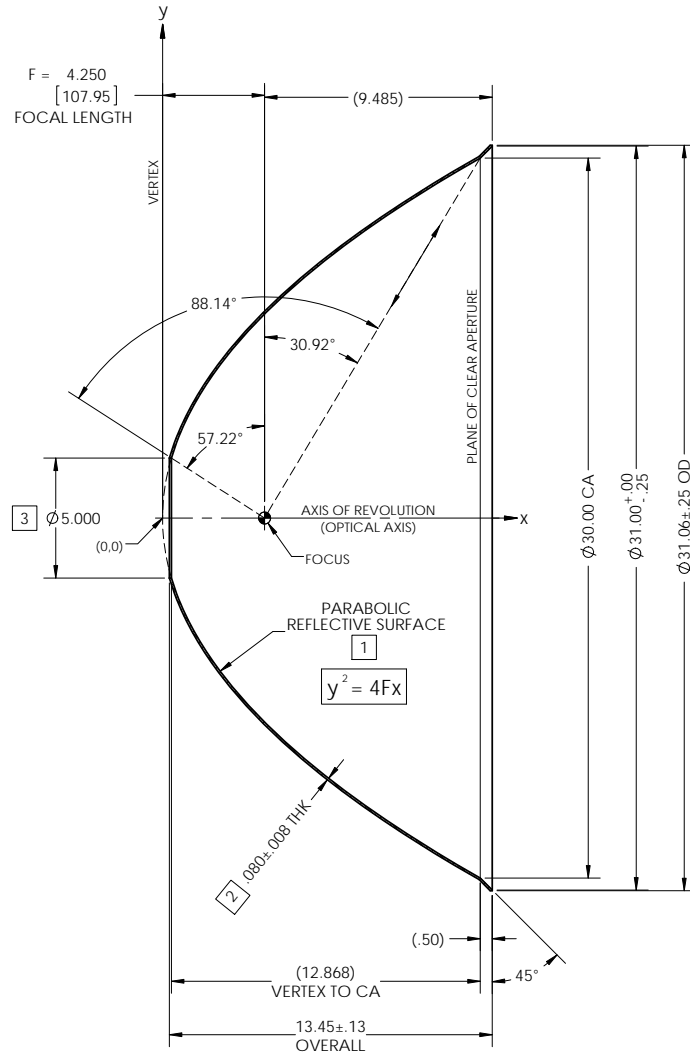 y
F = 4.250
[107.95]
FOCAL LENGTH
(9.485)
VERTEX
88.14°
30.92°
PLANE OF CLEAR APERTURE
57.22°
3 Ø5.000
(0,0)
AXIS OF REVOLUTION
(OPTICAL AXIS)
x
FOCUS
Ø30.00 CA
Ø31.00 +.00 -.25
Ø31.06±.25 OD
PARABOLIC
REFLECTIVE SURFACE
1
y² = 4Fx
2 .080±.008 THK
(.50)
45°
(12.868)
VERTEX TO CA
13.45±.13
OVERALL